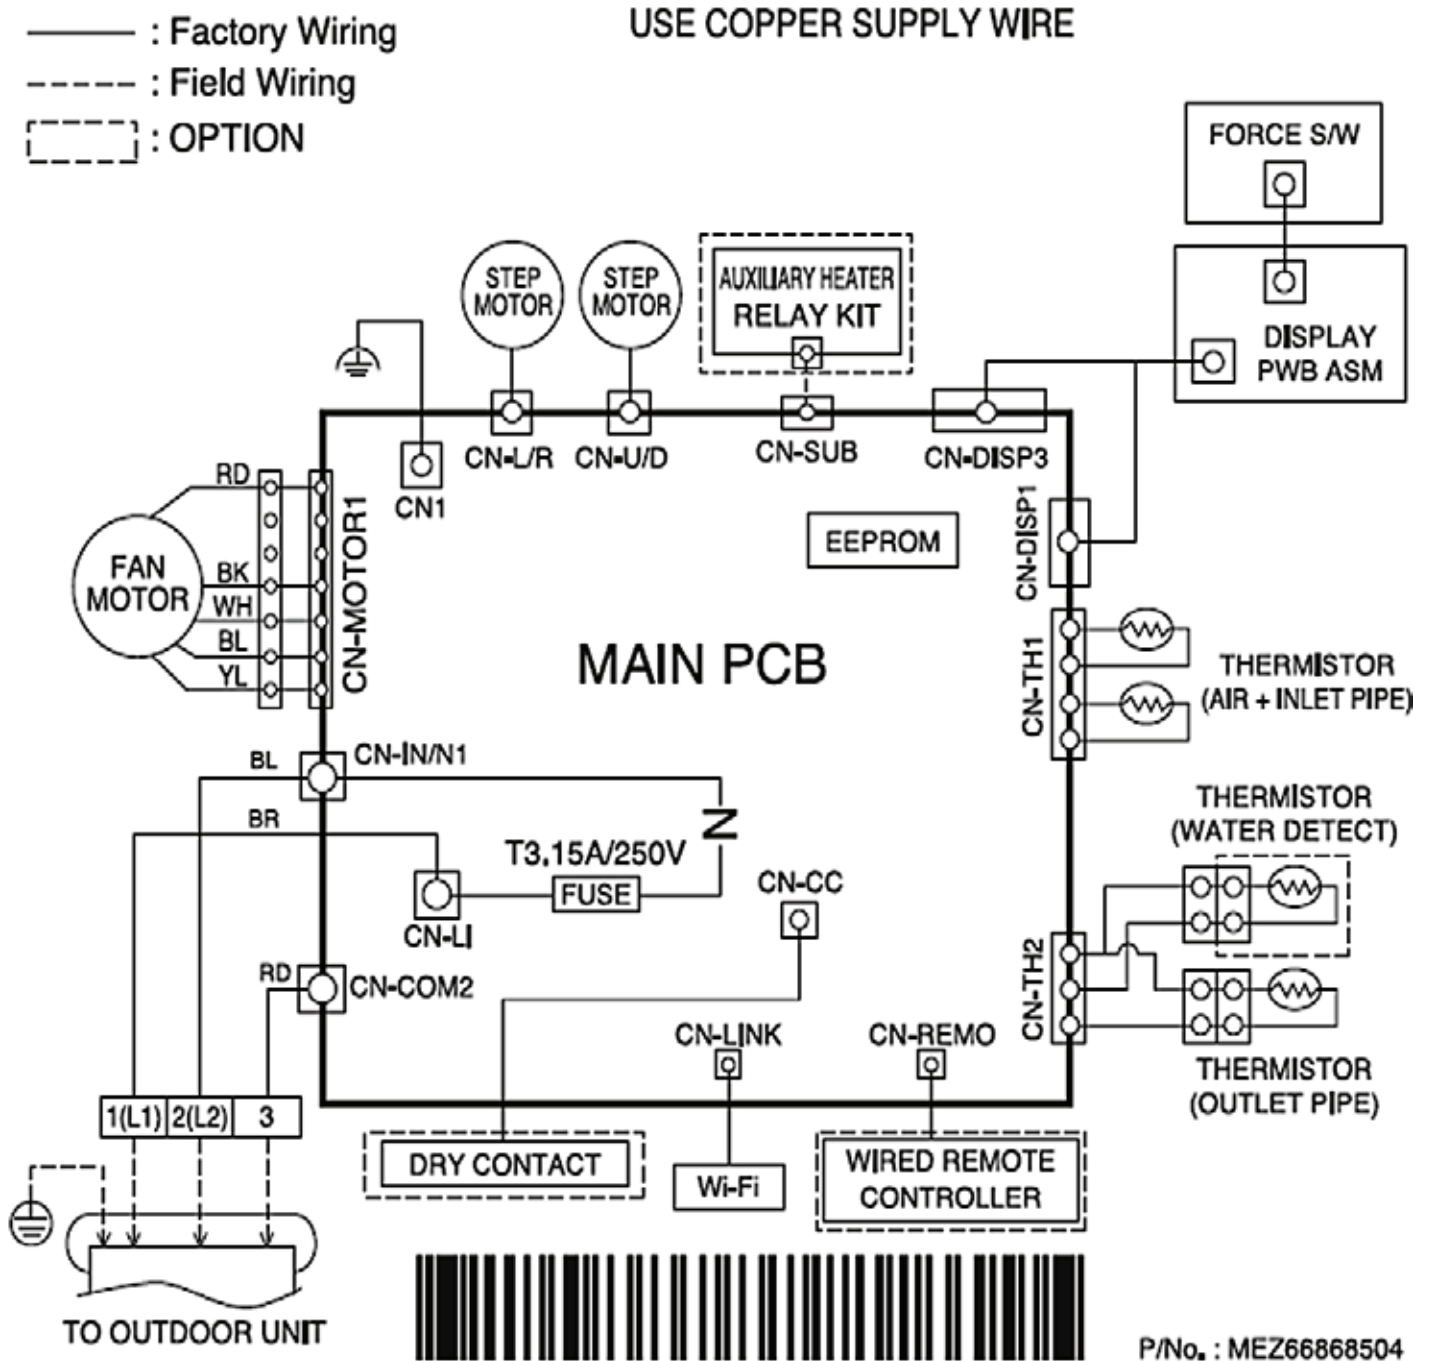 : Factory Wiring
: Field Wiring
: OPTION
USE COPPER SUPPLY WIRE
FORCE S/W
DISPLAY
PWB ASM
STEP
MOTOR
STEP
MOTOR
AUXILIARY HEATER
RELAY KIT
CN-L/R
CN-U/D
CN-SUB
CN-DISP3
CN1
RD
BK
WH
BL
YL
FAN
MOTOR
CN-MOTOR1
EEPROM
CN-DISP1
MAIN PCB
CN-TH1
THERMISTOR
(AIR + INLET PIPE)
BL
CN-IN/N1
BR
N
T3.15A/250V
FUSE
CN-LI
CN-CC
THERMISTOR
(WATER DETECT)
RD
CN-COM2
CN-TH2
CN-LINK
CN-REMO
THERMISTOR
(OUTLET PIPE)
1(L1)
2(L2)
3
DRY CONTACT
Wi-Fi
WIRED REMOTE
CONTROLLER
TO OUTDOOR UNIT
P/No. : MEZ66868504